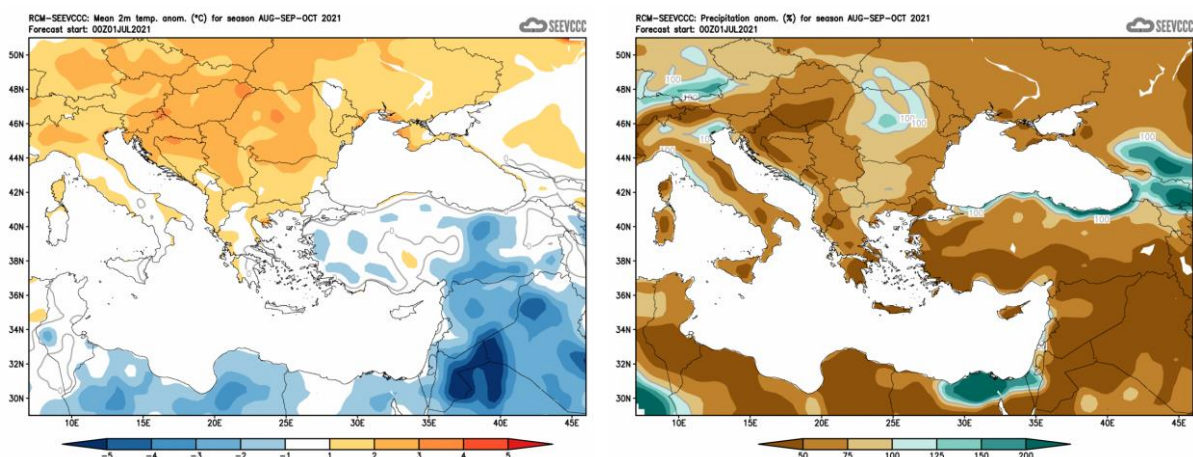 RCM-SEEVCCC: Mean 2m temp. anom. (°C) for season AUG-SEP-OCT 2021
Forecast start: 00Z01JUL2021
SEEVCCC
50N
48N
46N
44N
42N
40N
38N
36N
34N
32N
30N
10E 15E 20E 25E 30E 35E 40E 45E
-5 -4 -3 -2 -1 1 2 3 4 5
RCM-SEEVCCC: Precipitation anom. (%) for season AUG-SEP-OCT 2021
Forecast start: 00Z01JUL2021
SEEVCCC
50N
48N
46N
44N
42N
40N
38N
36N
34N
32N
30N
100
100
100
100
100
100
10E 15E 20E 25E 30E 35E 40E 45E
50 75 100 125 150 200